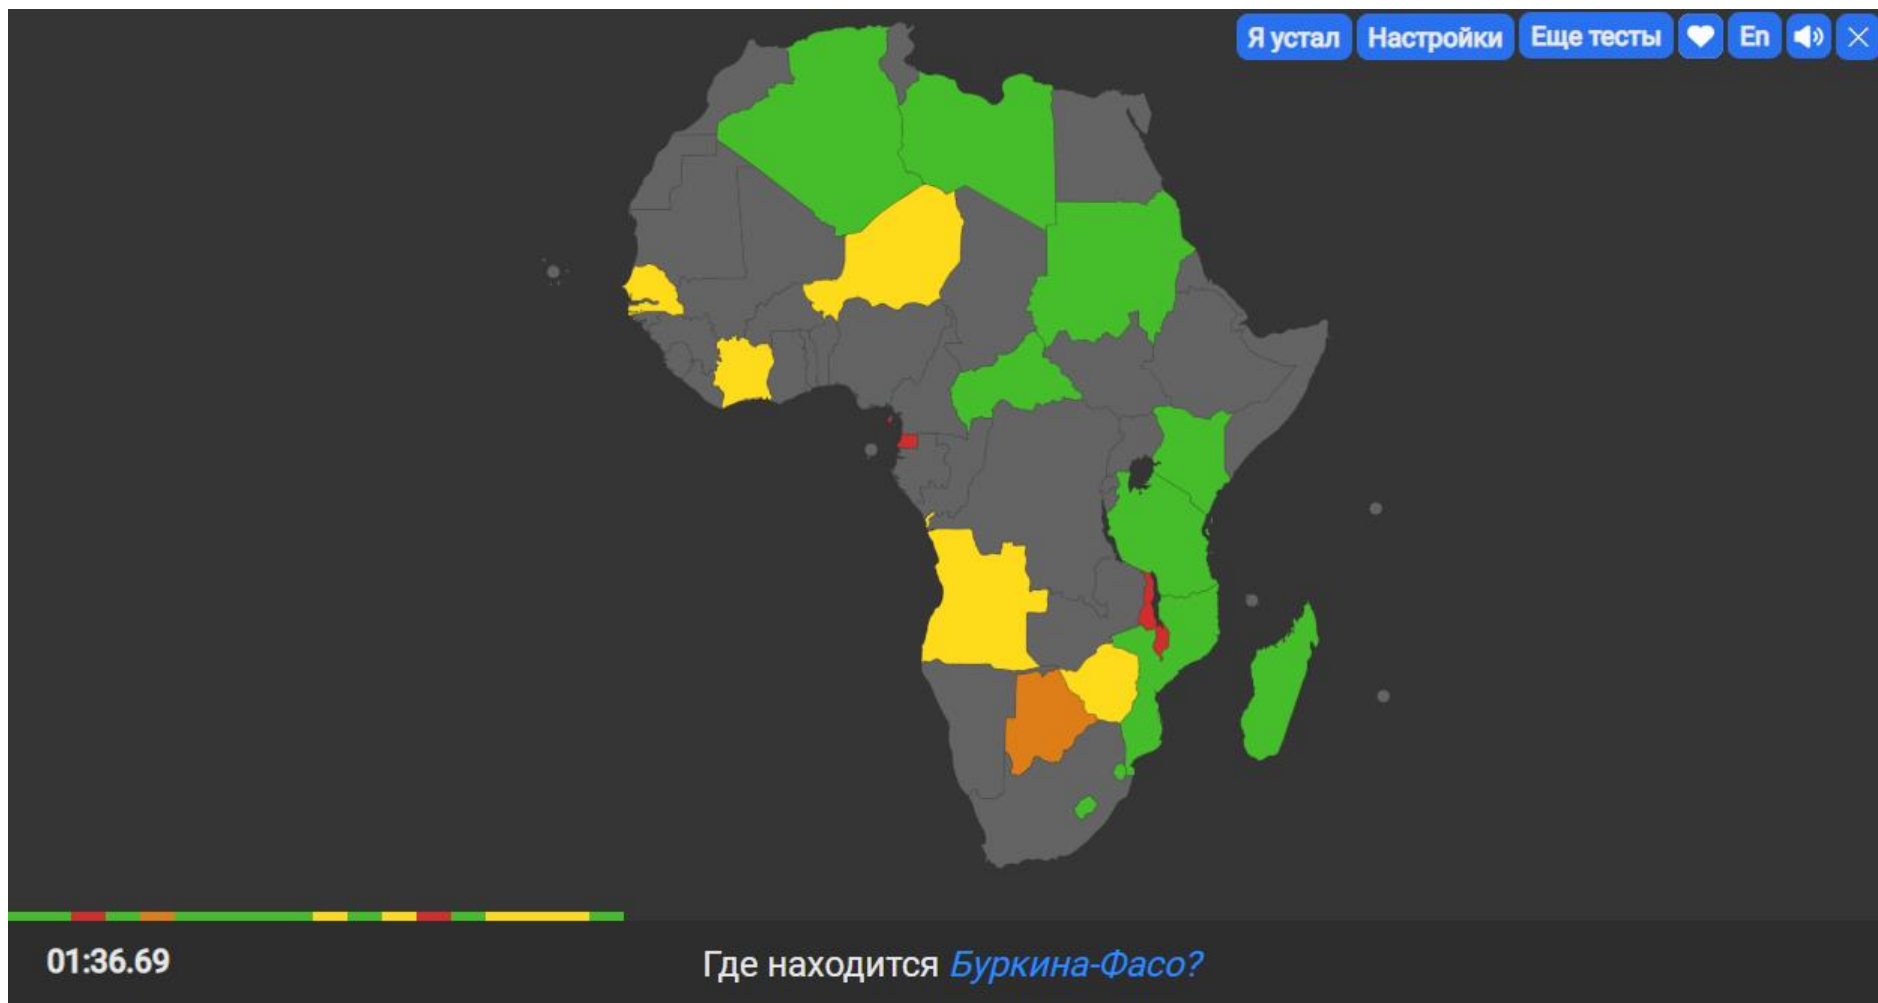 Я устал Настройки Еще тесты En
01:36.69 Где находится Буркина-Фасо?